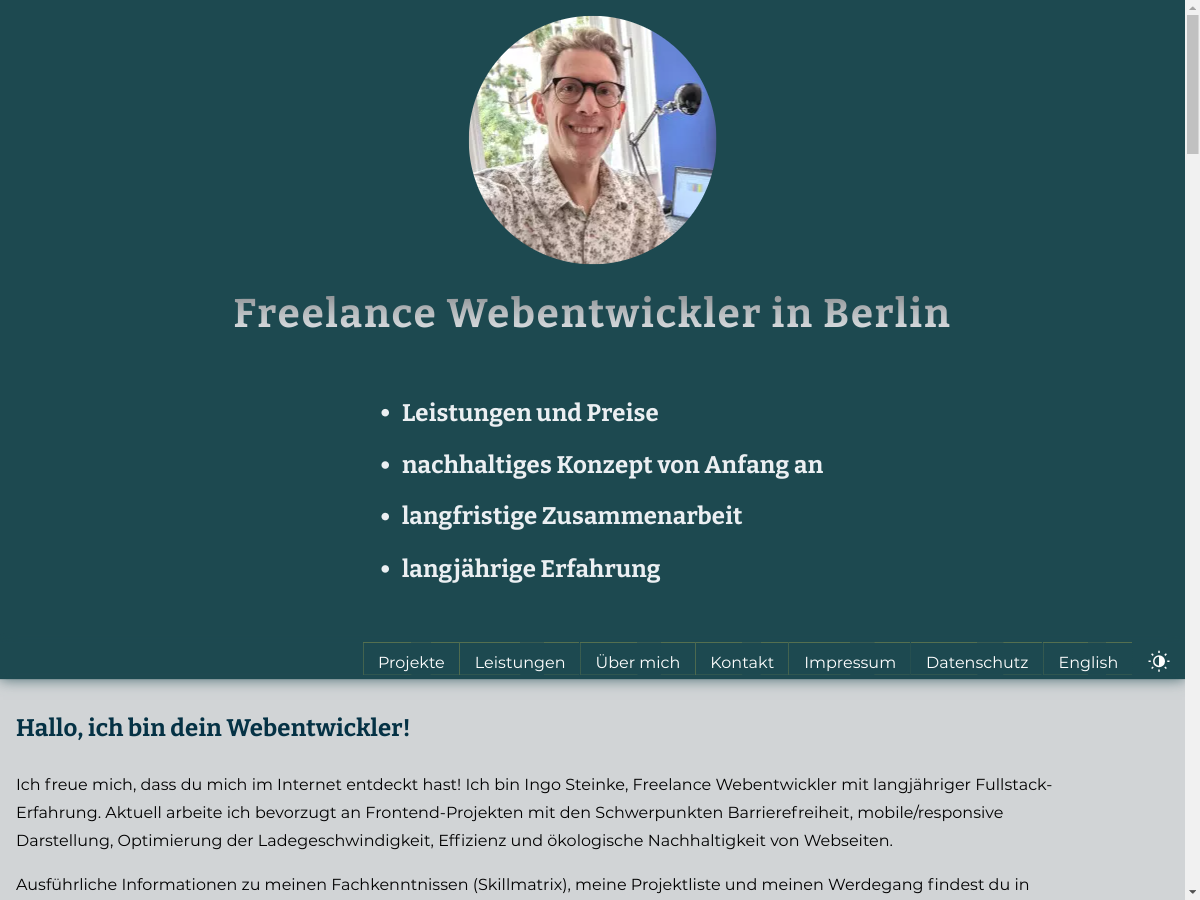 Freelance Webentwickler in Berlin
Leistungen und Preise
nachhaltiges Konzept von Anfang an
langfristige Zusammenarbeit
langjährige Erfahrung
Projekte Leistungen Über mich Kontakt Impressum Datenschutz English
Hallo, ich bin dein Webentwickler!
Ich freue mich, dass du mich im Internet entdeckt hast! Ich bin Ingo Steinke, Freelance Webentwickler mit langjähriger Fullstack-
Erfahrung. Aktuell arbeite ich bevorzugt an Frontend-Projekten mit den Schwerpunkten Barrierefreiheit, mobile/responsive
Darstellung, Optimierung der Ladegeschwindigkeit, Effizienz und ökologische Nachhaltigkeit von Webseiten.
Ausführliche Informationen zu meinen Fachkenntnissen (Skillmatrix), meine Projektliste und meinen Werdegang findest du in